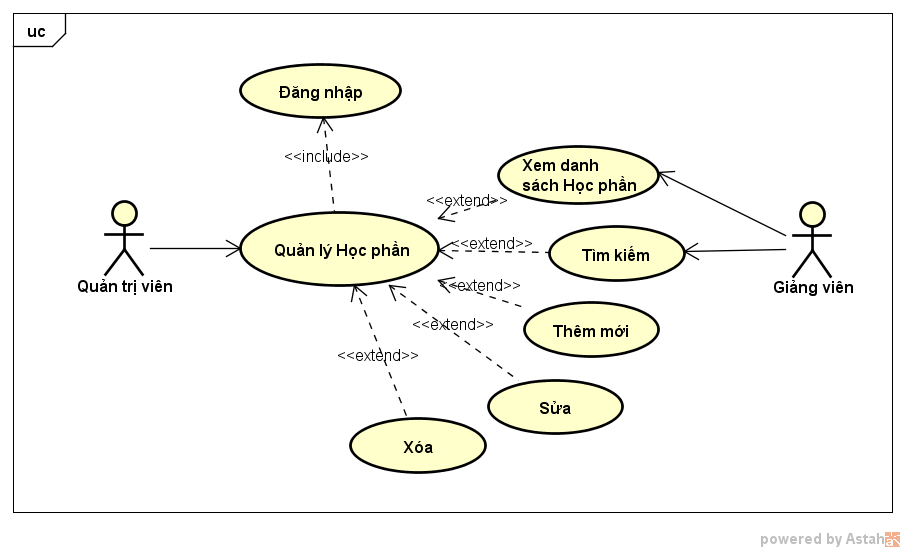 uc
Đăng nhập
<<include>>
Xem danh
sách Học phần
<<extend>>
Quản lý Học phần
<<extend>>
Tìm kiếm
Quản trị viên
Giảng viên
<<extend>>
Thêm mới
<<extend>>
<<extend>>
Sửa
Xóa
powered by Astah